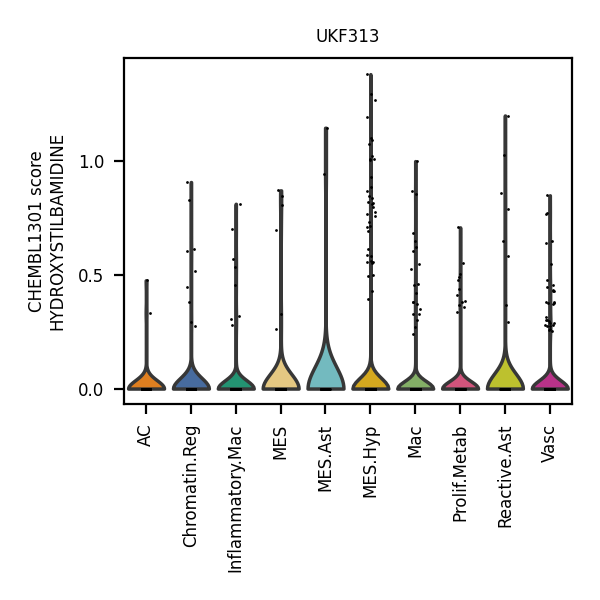 UKF313
CHEMBL1301 score
HYDROXYSTILBAMIDINE
1.0
0.5
0.0
AC
Chromatin.Reg
Inflammatory.Mac
MES
MES.Ast
MES.Hyp
Mac
Prolif.Metab
Reactive.Ast
Vasc